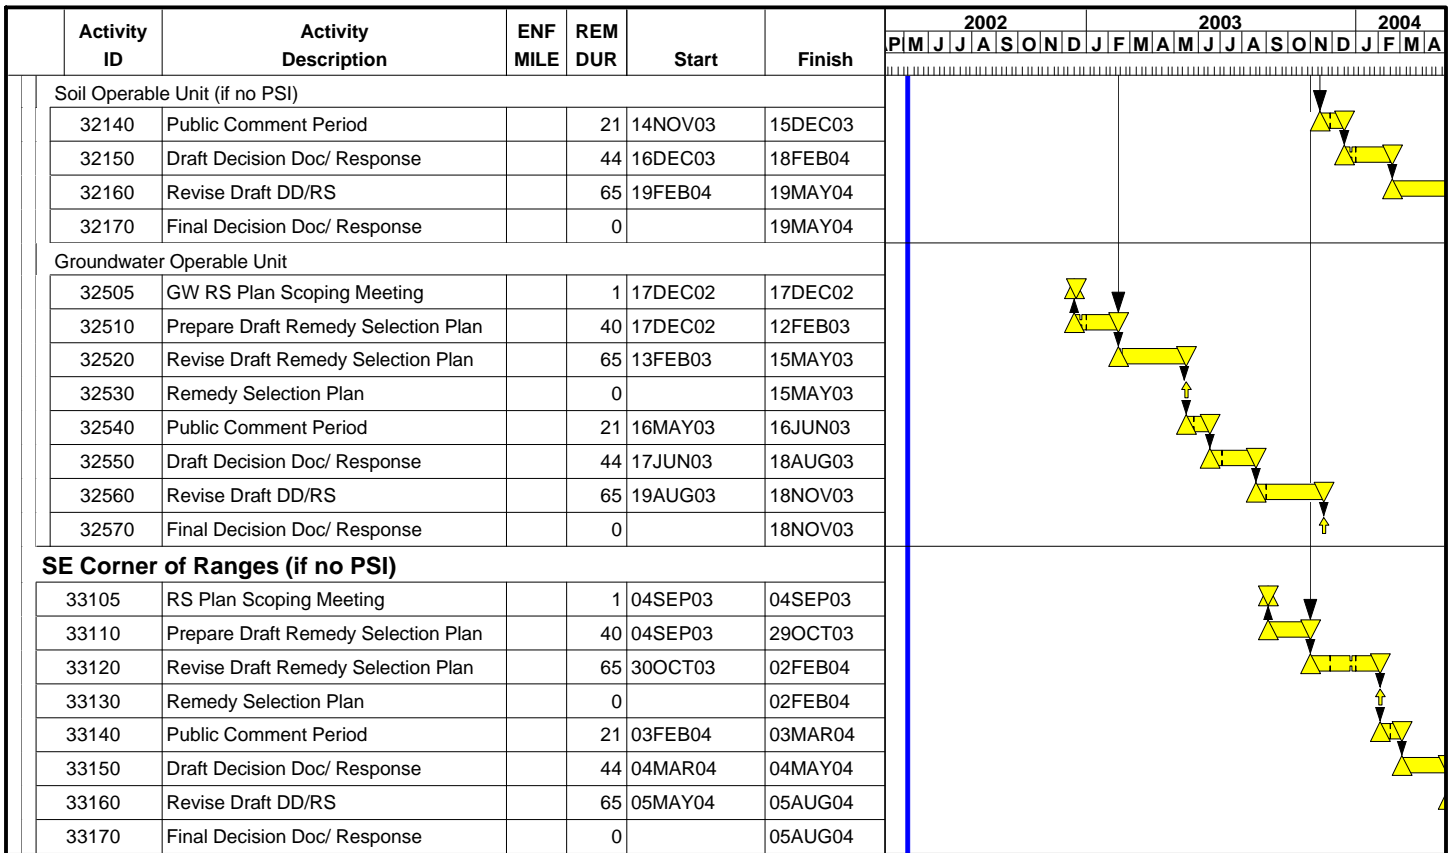 2002 2003 2004
Activity Activity ENF REM
ID Description MILE DUR Start Finish
M J J A S O N D J F M A M J J A S O N D J F M A
Soil Operable Unit (if no PSI)
32140 Public Comment Period 21 14NOV03 15DEC03
32150 Draft Decision Doc/ Response 44 16DEC03 18FEB04
32160 Revise Draft DD/RS 65 19FEB04 19MAY04
32170 Final Decision Doc/ Response 0 19MAY04
Groundwater Operable Unit
32505 GW RS Plan Scoping Meeting 1 17DEC02 17DEC02
32510 Prepare Draft Remedy Selection Plan 40 17DEC02 12FEB03
32520 Revise Draft Remedy Selection Plan 65 13FEB03 15MAY03
32530 Remedy Selection Plan 0 15MAY03
32540 Public Comment Period 21 16MAY03 16JUN03
32550 Draft Decision Doc/ Response 44 17JUN03 18AUG03
32560 Revise Draft DD/RS 65 19AUG03 18NOV03
32570 Final Decision Doc/ Response 0 18NOV03
SE Corner of Ranges (if no PSI)
33105 RS Plan Scoping Meeting 1 04SEP03 04SEP03
33110 Prepare Draft Remedy Selection Plan 40 04SEP03 29OCT03
33120 Revise Draft Remedy Selection Plan 65 30OCT03 02FEB04
33130 Remedy Selection Plan 0 02FEB04
33140 Public Comment Period 21 03FEB04 03MAR04
33150 Draft Decision Doc/ Response 44 04MAR04 04MAY04
33160 Revise Draft DD/RS 65 05MAY04 05AUG04
33170 Final Decision Doc/ Response 0 05AUG04